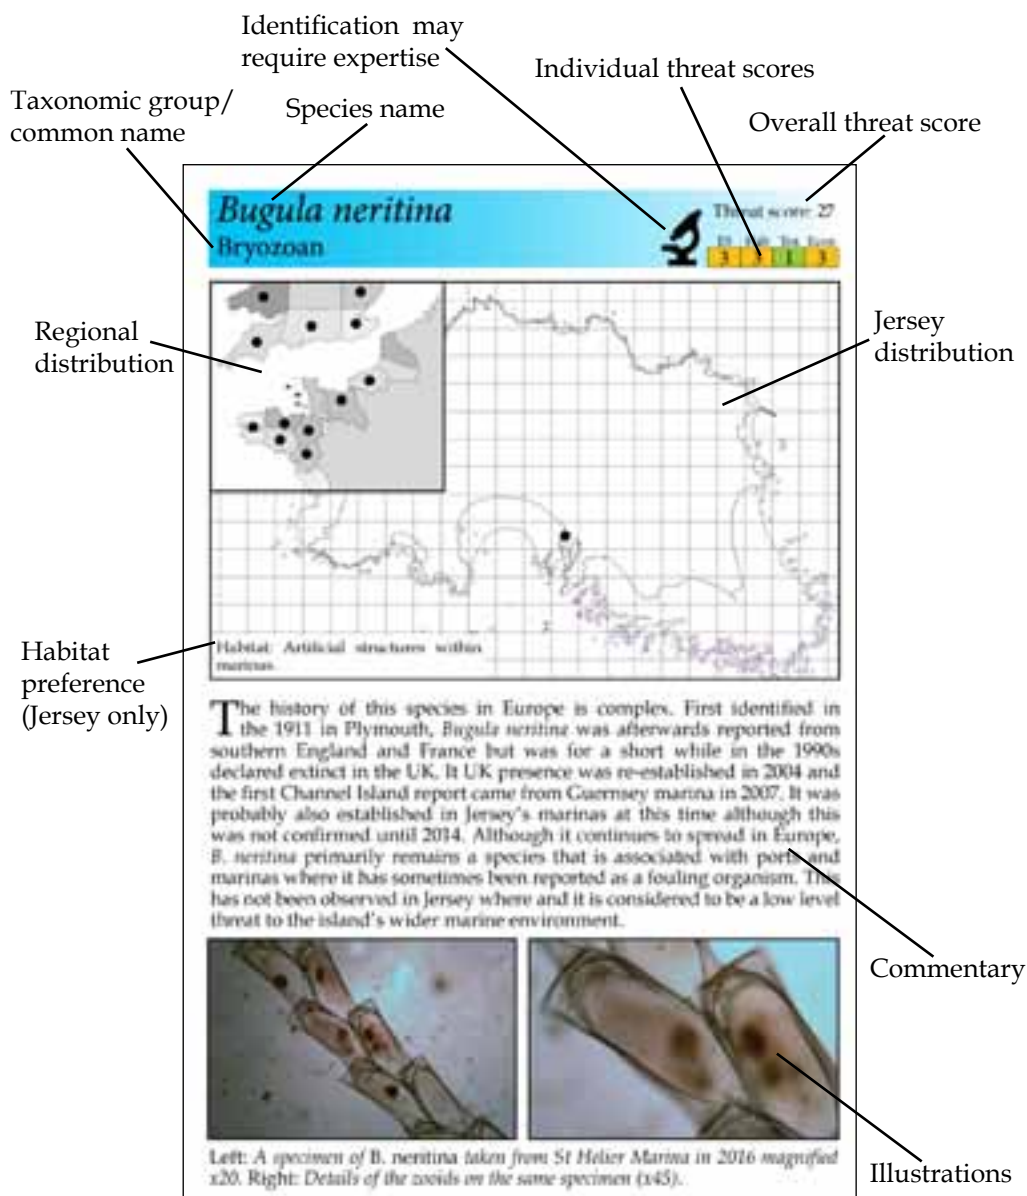 Identification may
require expertise
Individual threat scores
Taxonomic group/
common name
Species name
Overall threat score
Bugula neritina
Bryozoan
Threat score: 27
3 3 1 3
Regional
distribution
Jersey
distribution
Habitat
preference
(Jersey only)
Habitat: Artificial structures within
marinas
The history of this species in Europe is complex. First identified in
the 1911 in Plymouth, Bugula neritina was afterwards reported from
southern England and France but was for a short while in the 1990s
declared extinct in the UK. It UK presence was re-established in 2004 and
the first Channel Island report came from Guernsey marina in 2007. It was
probably also established in Jersey's marinas at this time although this
was not confirmed until 2014. Although it continues to spread in Europe,
B. neritina primarily remains a species that is associated with ports and
marinas where it has sometimes been reported as a fouling organism. This
has not been observed in Jersey where and it is considered to be a low level
threat to the island's wider marine environment.
Commentary
Left: A specimen of B. neritina taken from St Helier Marina in 2016 magnified
x20. Right: Details of the zooids on the same specimen (x45).
Illustrations